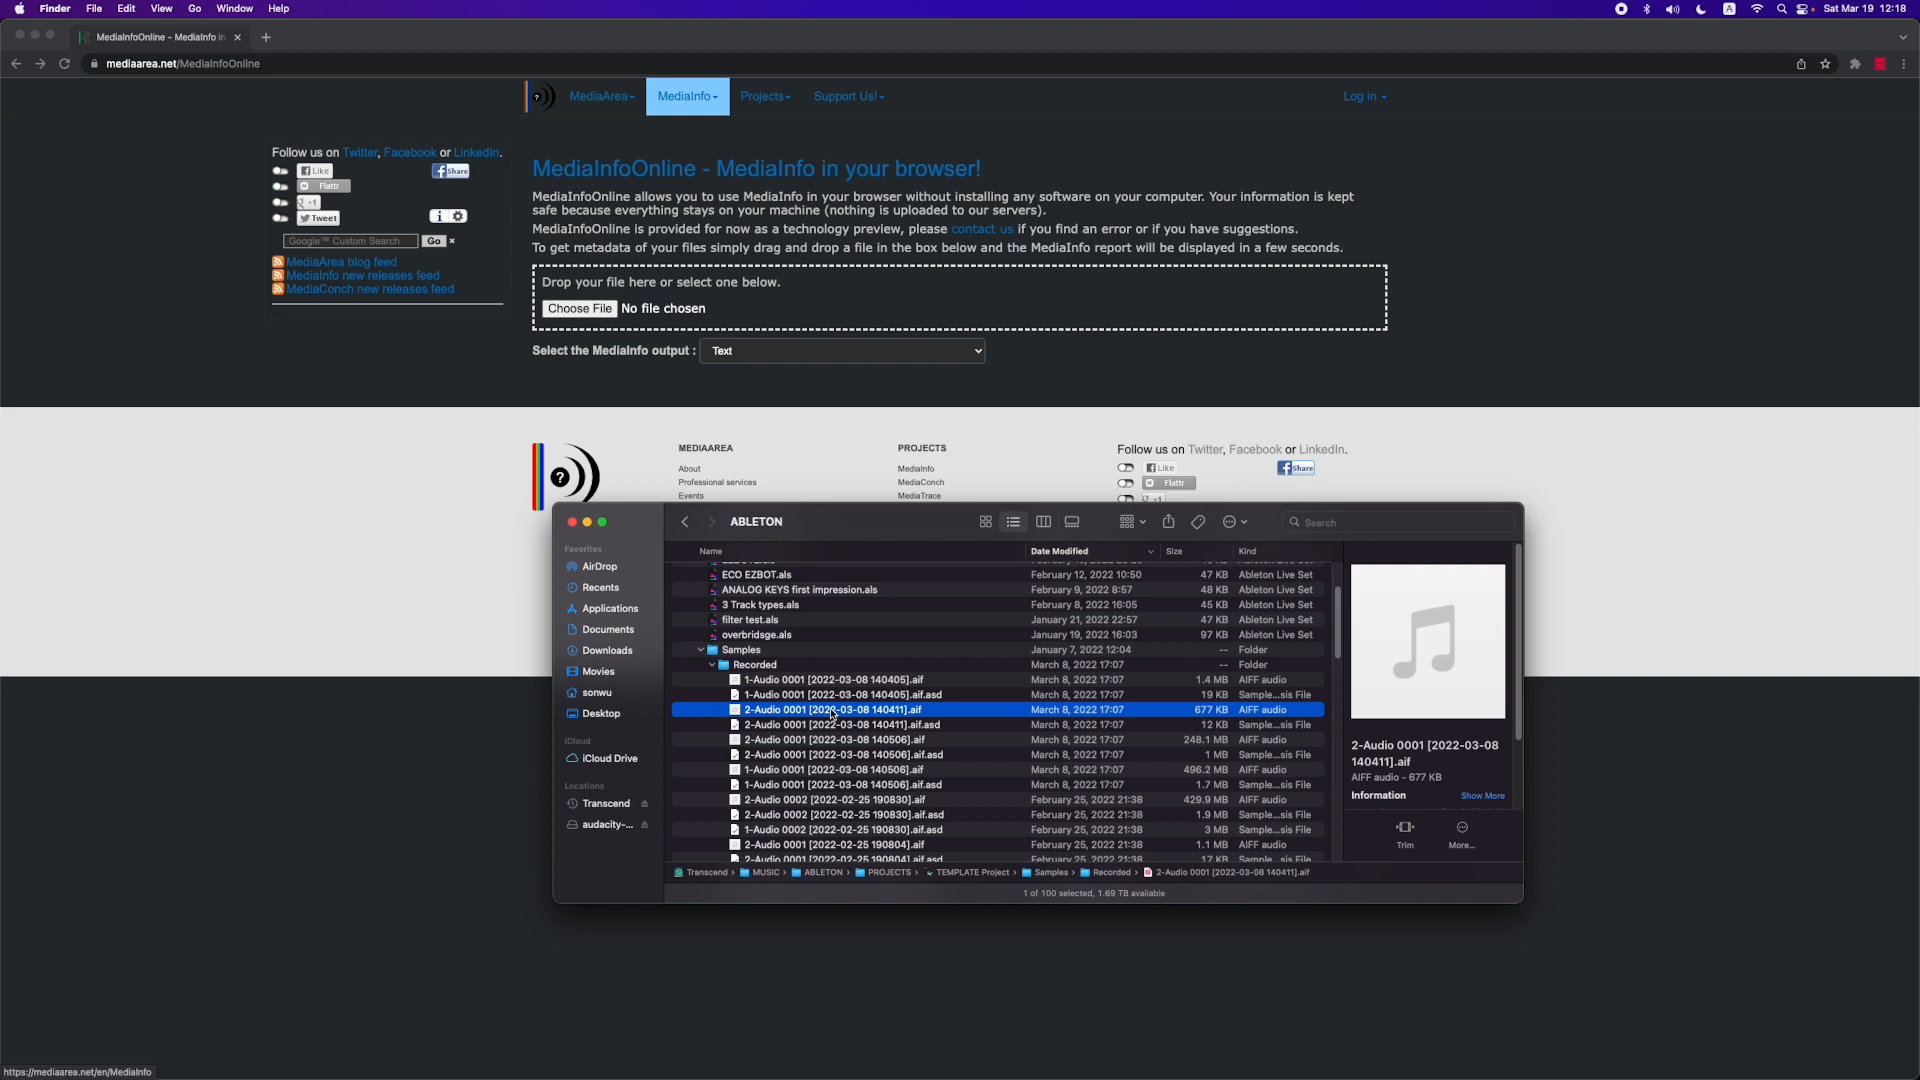 Finder File Edit View Go Window Help
A Sat Mar 19 12:18
MediaInfoOnline - MediaInfo in
mediaarea.net/MediaInfoOnline
MediaArea MediaInfo Projects Support Us! Log in
Follow us on Twitter, Facebook or LinkedIn.
Like
Share
Flattr
+1
Tweet
Google™ Custom Search Go
MediaArea blog feed
MediaInfo new releases feed
MediaConch new releases feed
MediaInfoOnline - MediaInfo in your browser!
MediaInfoOnline allows you to use MediaInfo in your browser without installing any software on your computer. Your information is kept
safe because everything stays on your machine (nothing is uploaded to our servers).
MediaInfoOnline is provided for now as a technology preview, please contact us if you find an error or if you have suggestions.
To get metadata of your files simply drag and drop a file in the box below and the MediaInfo report will be displayed in a few seconds.
Drop your file here or select one below.
Choose File No file chosen
Select the MediaInfo output : Text
MEDIAAREA
About
Professional services
Events
PROJECTS
MediaInfo
MediaConch
MediaTrace
Follow us on Twitter, Facebook or LinkedIn.
Like
Share
Flattr
ABLETON
Search
Favorites
AirDrop
Recents
Applications
Documents
Downloads
Movies
sonwu
Desktop
iCloud
iCloud Drive
Locations
Transcend
audacity-...
Name Date Modified Size Kind
ECO EZBOT.als February 12, 2022 10:50 47 KB Ableton Live Set
ANALOG KEYS first impression.als February 9, 2022 8:57 48 KB Ableton Live Set
3 Track types.als February 8, 2022 16:05 45 KB Ableton Live Set
filter test.als January 21, 2022 22:57 47 KB Ableton Live Set
overbridsge.als January 19, 2022 16:03 97 KB Ableton Live Set
Samples January 7, 2022 12:04 -- Folder
Recorded March 8, 2022 17:07 -- Folder
1-Audio 0001 [2022-03-08 140405].aif March 8, 2022 17:07 1.4 MB AIFF audio
1-Audio 0001 [2022-03-08 140405].aif.asd March 8, 2022 17:07 19 KB Sample...sis File
2-Audio 0001 [2022-03-08 140411].aif March 8, 2022 17:07 677 KB AIFF audio
2-Audio 0001 [2022-03-08 140411].aif.asd March 8, 2022 17:07 12 KB Sample...sis File
2-Audio 0001 [2022-03-08 140506].aif March 8, 2022 17:07 248.1 MB AIFF audio
2-Audio 0001 [2022-03-08 140506].aif.asd March 8, 2022 17:07 1 MB Sample...sis File
1-Audio 0001 [2022-03-08 140506].aif March 8, 2022 17:07 496.2 MB AIFF audio
1-Audio 0001 [2022-03-08 140506].aif.asd March 8, 2022 17:07 1.7 MB Sample...sis File
2-Audio 0002 [2022-02-25 190830].aif February 25, 2022 21:38 429.9 MB AIFF audio
2-Audio 0002 [2022-02-25 190830].aif.asd February 25, 2022 21:38 1.9 MB Sample...sis File
1-Audio 0002 [2022-02-25 190830].aif.asd February 25, 2022 21:38 3 MB Sample...sis File
2-Audio 0001 [2022-02-25 190804].aif February 25, 2022 21:38 1.1 MB AIFF audio
2-Audio 0001 [2022-02-25 190804].aif.asd February 25, 2022 21:38 17 KB Sample...sis File
2-Audio 0001 [2022-03-08
140411].aif
AIFF audio - 677 KB
Information Show More
Trim More...
Transcend › MUSIC › ABLETON › PROJECTS › TEMPLATE Project › Samples › Recorded › 2-Audio 0001 [2022-03-08 140411].aif
1 of 100 selected, 1.69 TB available
https://mediaarea.net/en/MediaInfo